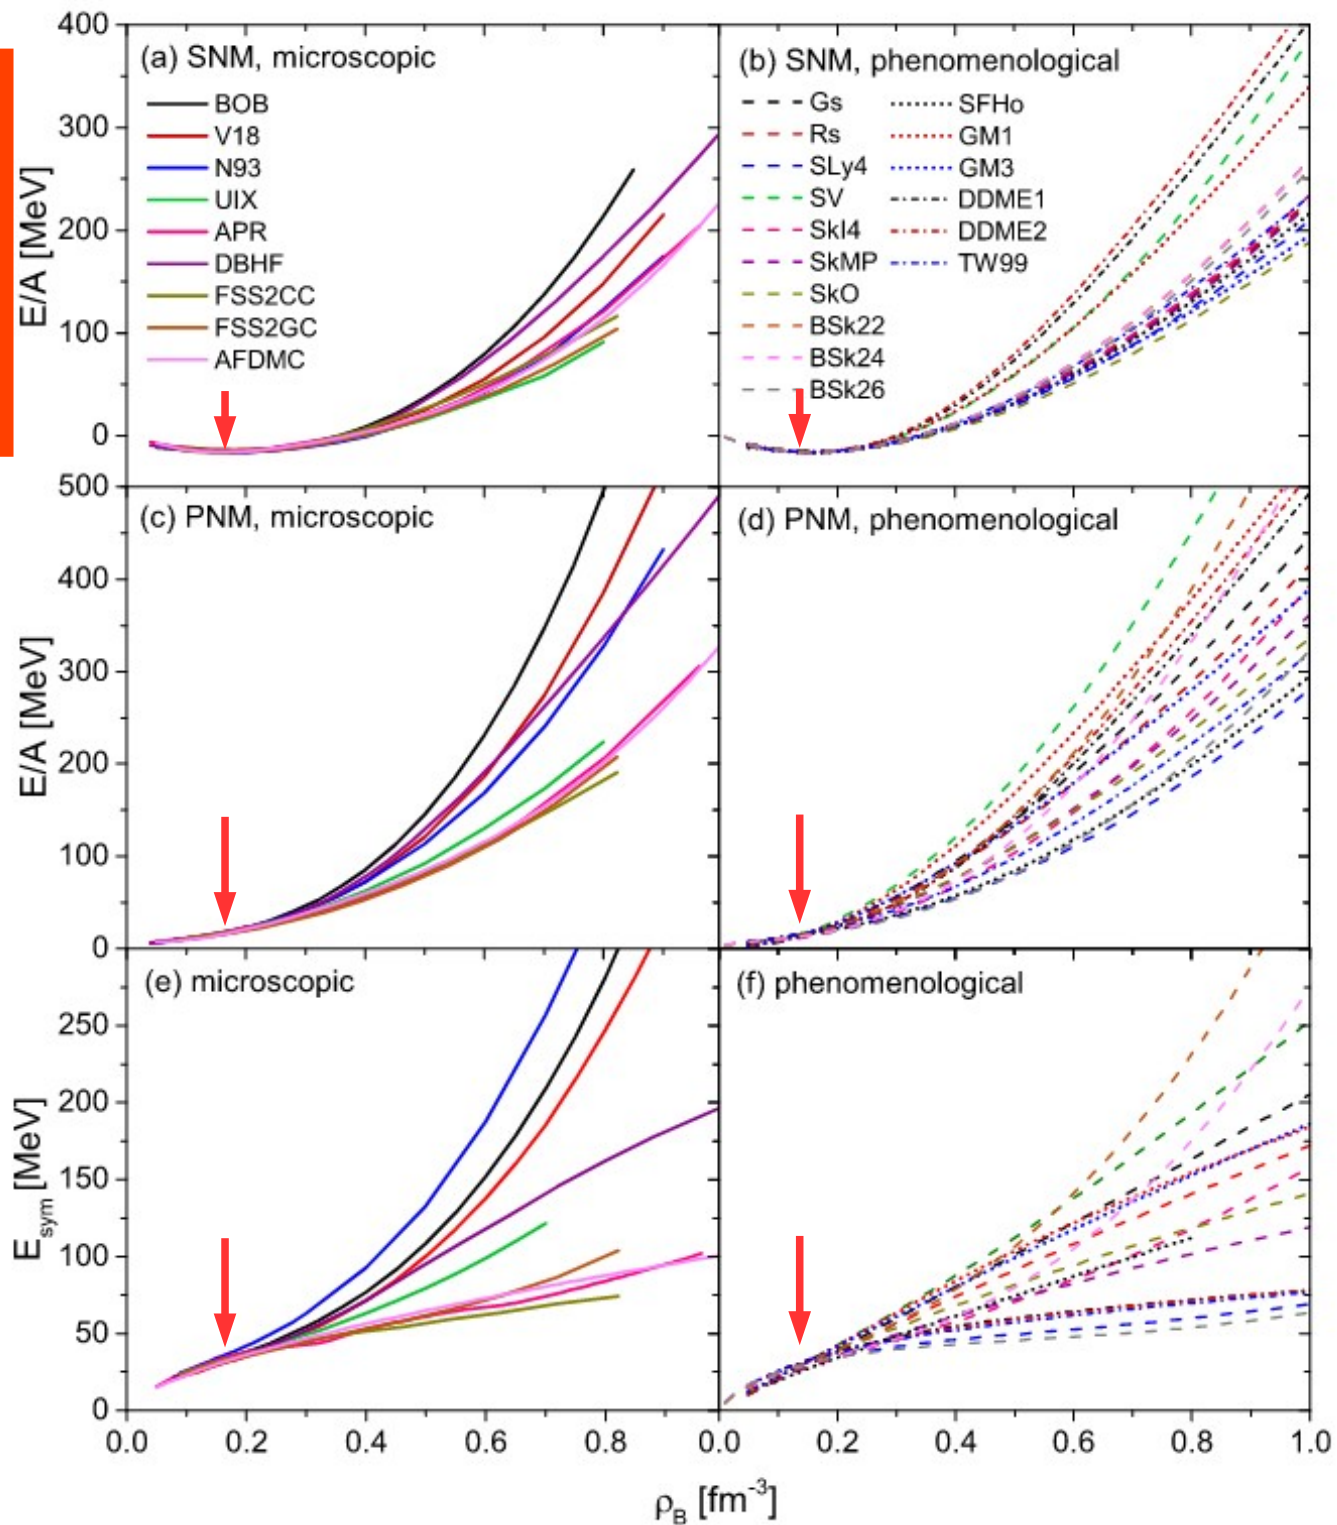 400
(a) SNM, microscopic
(b) SNM, phenomenological
BOB
V18
N93
UIX
APR
DBHF
FSS2CC
FSS2GC
AFDMC
Gs
Rs
SLy4
SV
SkI4
SkMP
SkO
BSk22
BSk24
BSk26
SFHo
GM1
GM3
DDME1
DDME2
TW99
300
200
100
0
E/A [MeV]
500
(c) PNM, microscopic
(d) PNM, phenomenological
400
300
200
100
0
E/A [MeV]
(e) microscopic
(f) phenomenological
250
200
150
100
50
0
E_sym [MeV]
0.0 0.2 0.4 0.6 0.8 0.0 0.2 0.4 0.6 0.8 1.0
ρ_B [fm⁻³]